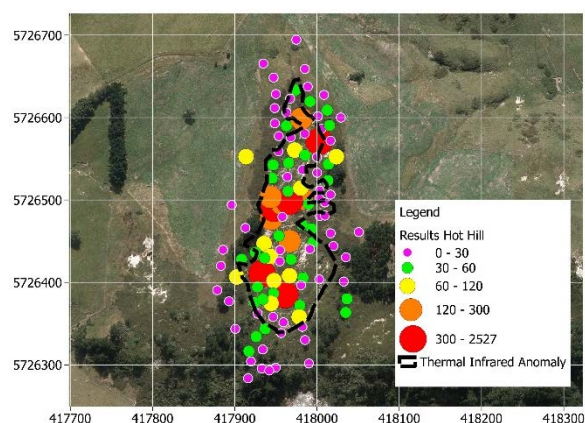 5726700
5726600
5726500
5726400
5726300
417700 417800 417900 418000 418100 418200 418300
Legend
Results Hot Hill
0 - 30
30 - 60
60 - 120
120 - 300
300 - 2527
Thermal Infrared Anomaly